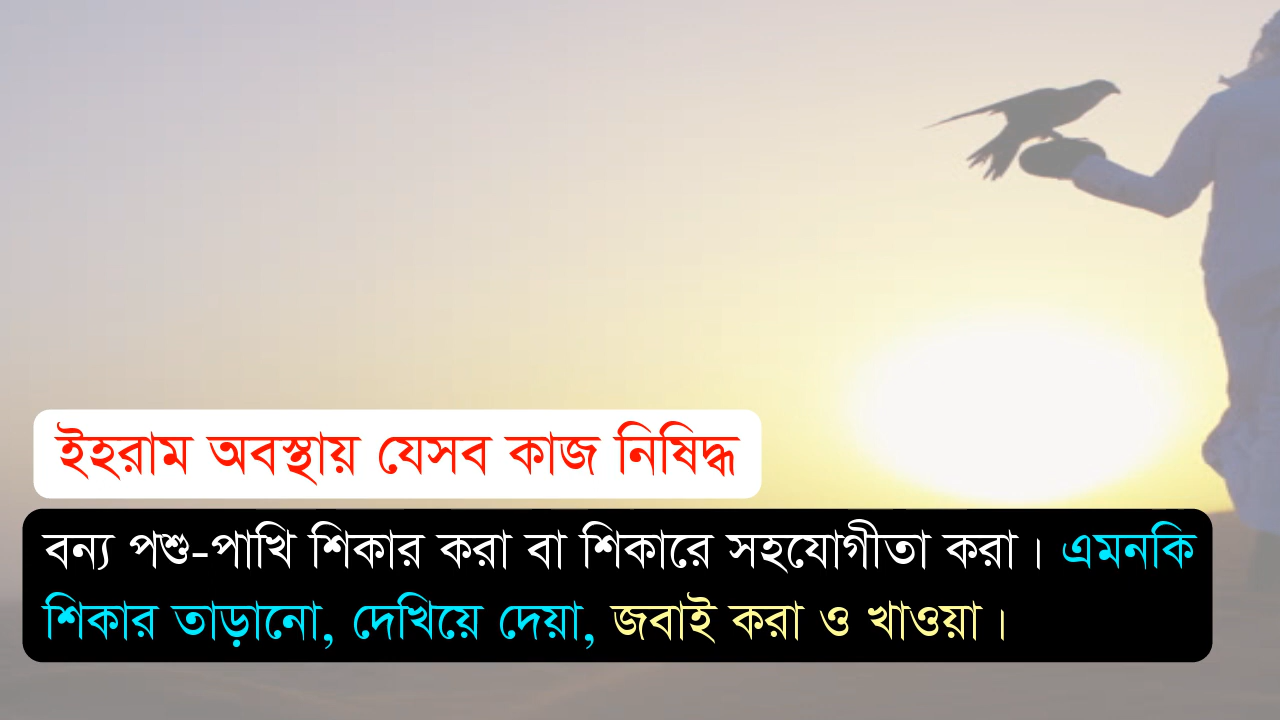 ইহরাম অবস্থায় যেসব কাজ নিষিদ্ধ
বন্য পশু-পাখি শিকার করা বা শিকারে সহযোগীতা করা। এমনকি
শিকার তাড়ানো, দেখিয়ে দেয়া, জবাই করা ও খাওয়া।